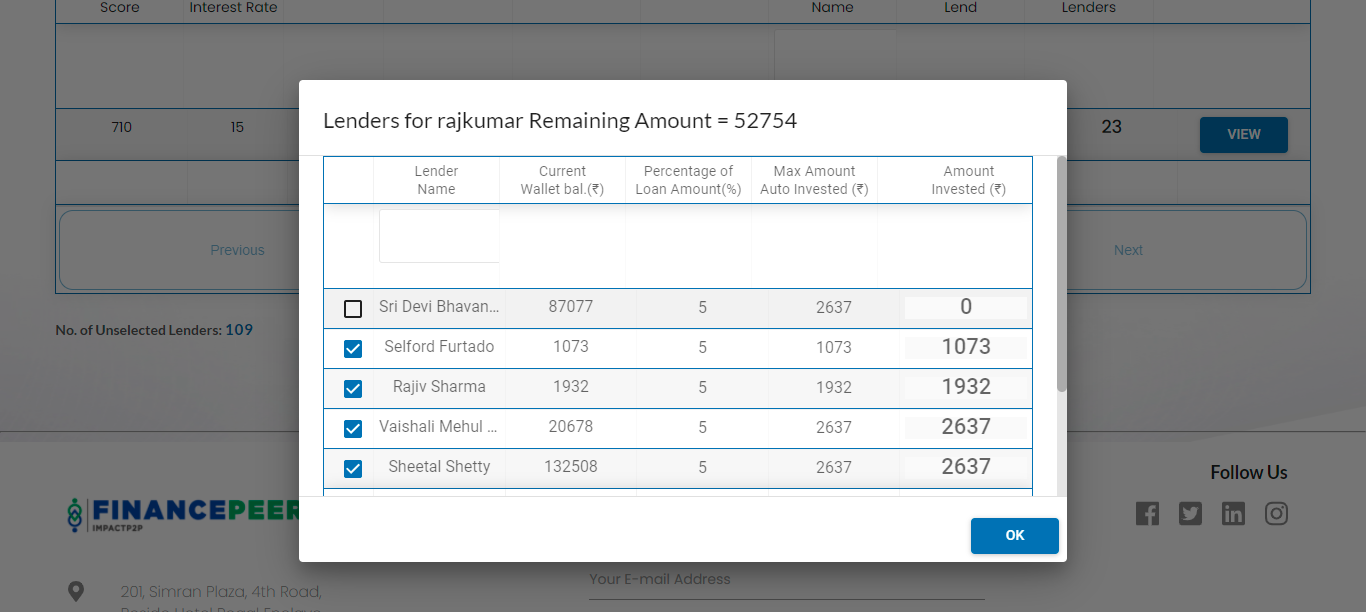 Score Interest Rate Name Lend Lenders
Lenders for rajkumar Remaining Amount = 52754
710 15 23 VIEW
Lender Name Current Wallet bal.(₹) Percentage of Loan Amount(%) Max Amount Auto Invested (₹) Amount Invested (₹)
Previous Next
Sri Devi Bhavan... 87077 5 2637 0
No. of Unselected Lenders: 109
Selford Furtado 1073 5 1073 1073
Rajiv Sharma 1932 5 1932 1932
Vaishali Mehul ... 20678 5 2637 2637
Sheetal Shetty 132508 5 2637 2637
Follow Us
FINANCEPEER
IMPACTP2P
OK
Your E-mail Address
201, Simran Plaza, 4th Road,